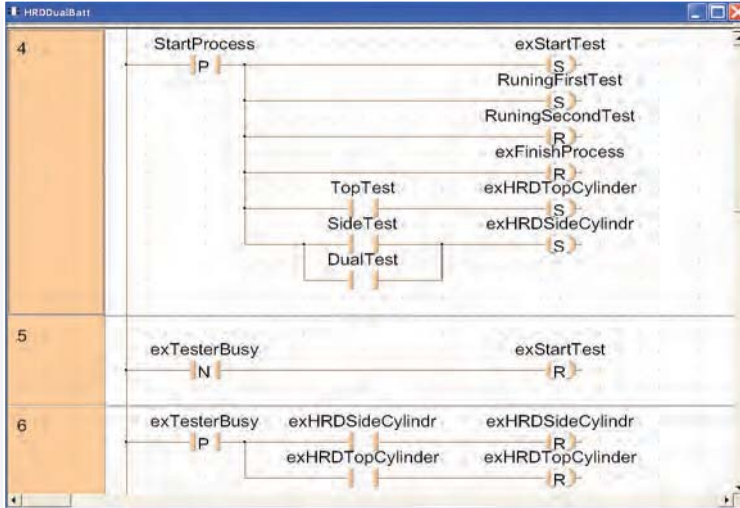 HRDDualBatt
4
StartProcess
exStartTest
P
S
RuningFirstTest
S
RuningSecondTest
R
exFinishProcess
R
TopTest
exHRDTopCylinder
S
SideTest
exHRDSideCylindr
S
DualTest
5
exTesterBusy
exStartTest
N
R
6
exTesterBusy
exHRDSideCylindr
exHRDSideCylindr
P
R
exHRDTopCylinder
exHRDTopCylinder
R